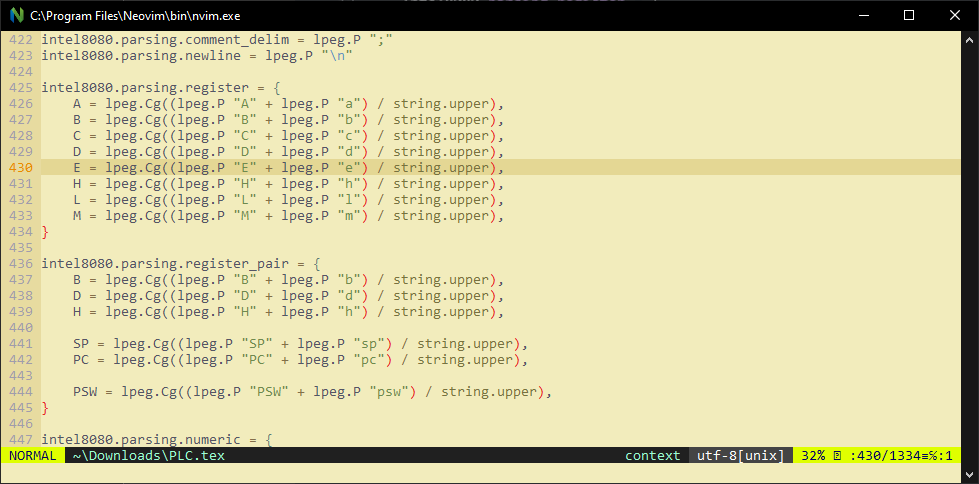 C:\Program Files\Neovim\bin\nvim.exe
422 intel8080.parsing.comment_delim = lpeg.P ";"
423 intel8080.parsing.newline = lpeg.P "\n"
424
425 intel8080.parsing.register = {
426     A = lpeg.Cg((lpeg.P "A" + lpeg.P "a") / string.upper),
427     B = lpeg.Cg((lpeg.P "B" + lpeg.P "b") / string.upper),
428     C = lpeg.Cg((lpeg.P "C" + lpeg.P "c") / string.upper),
429     D = lpeg.Cg((lpeg.P "D" + lpeg.P "d") / string.upper),
430     E = lpeg.Cg((lpeg.P "E" + lpeg.P "e") / string.upper),
431     H = lpeg.Cg((lpeg.P "H" + lpeg.P "h") / string.upper),
432     L = lpeg.Cg((lpeg.P "L" + lpeg.P "l") / string.upper),
433     M = lpeg.Cg((lpeg.P "M" + lpeg.P "m") / string.upper),
434 }
435
436 intel8080.parsing.register_pair = {
437     B = lpeg.Cg((lpeg.P "B" + lpeg.P "b") / string.upper),
438     D = lpeg.Cg((lpeg.P "D" + lpeg.P "d") / string.upper),
439     H = lpeg.Cg((lpeg.P "H" + lpeg.P "h") / string.upper),
440
441     SP = lpeg.Cg((lpeg.P "SP" + lpeg.P "sp") / string.upper),
442     PC = lpeg.Cg((lpeg.P "PC" + lpeg.P "pc") / string.upper),
443
444     PSW = lpeg.Cg((lpeg.P "PSW" + lpeg.P "psw") / string.upper),
445 }
446
447 intel8080.parsing.numeric = {
NORMAL ~\Downloads\PLC.tex context utf-8[unix] 32% :430/1334≡%:1